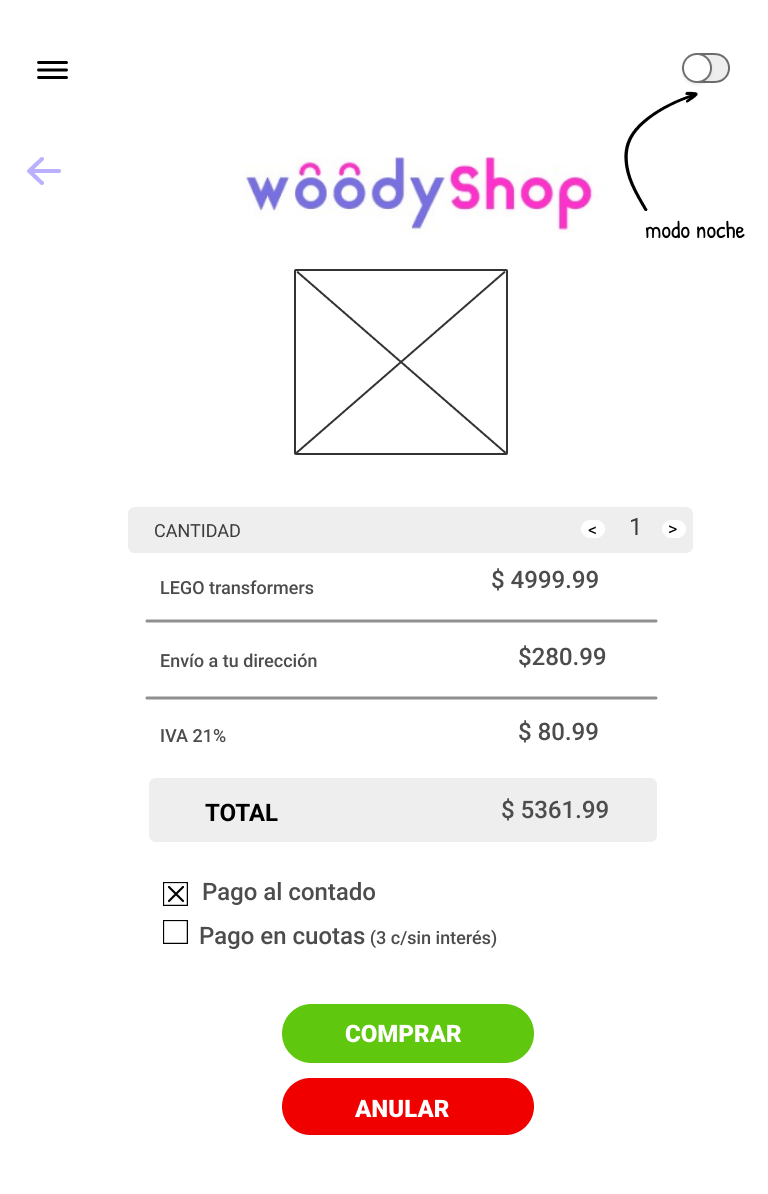 wôôdyShop
modo noche
CANTIDAD < 1 >
LEGO transformers $ 4999.99
Envío a tu dirección $280.99
IVA 21% $ 80.99
TOTAL $ 5361.99
Pago al contado
Pago en cuotas (3 c/sin interés)
COMPRAR
ANULAR